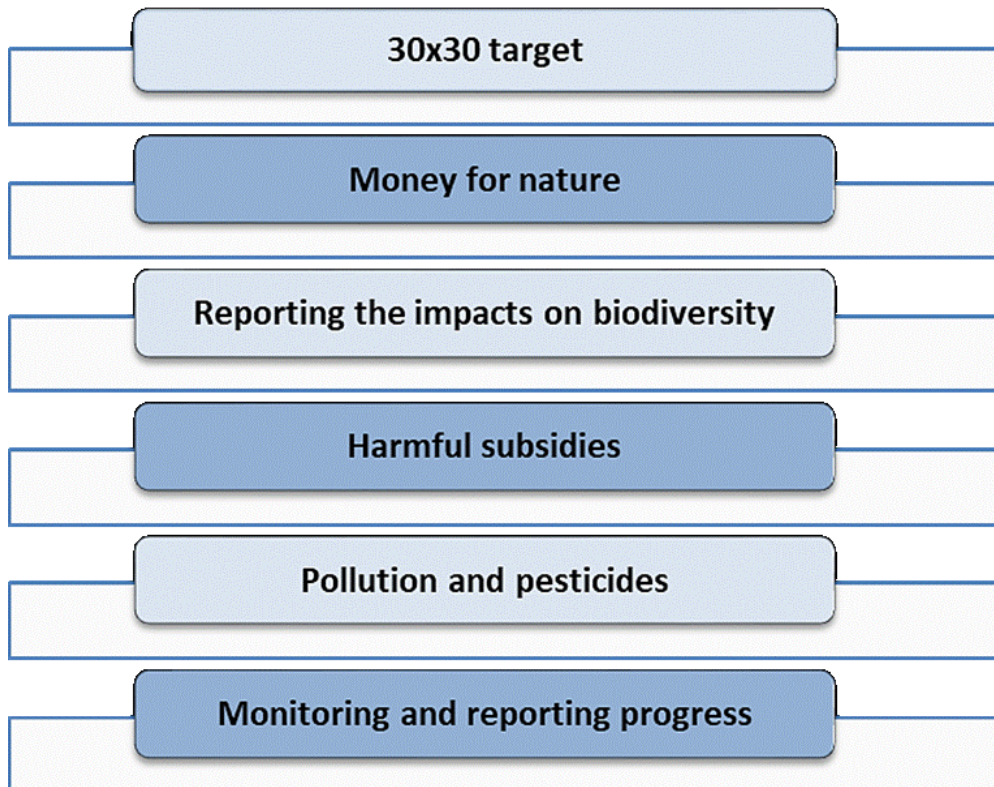 30x30 target
Money for nature
Reporting the impacts on biodiversity
Harmful subsidies
Pollution and pesticides
Monitoring and reporting progress